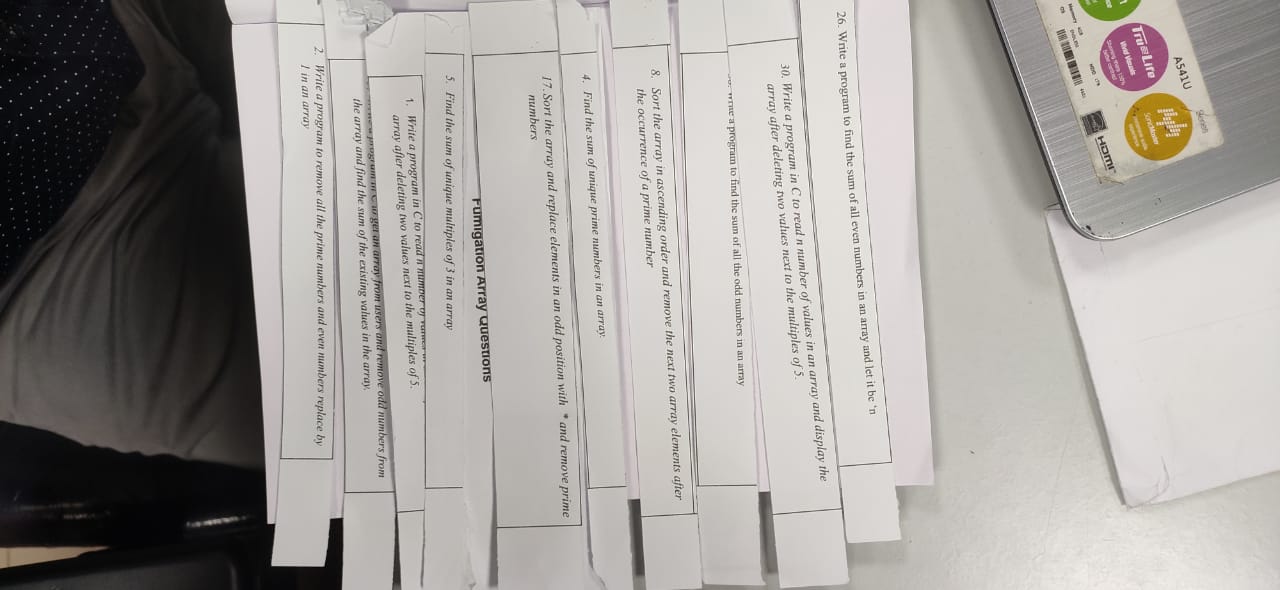 26. Write a program to find the sum of all even numbers in an array and let it be 'n
30. Write a program in C to read n number of values in an array and display the
array after deleting two values next to the multiples of 5.
Write a program to find the sum of all the odd numbers in an array
8. Sort the array in ascending order and remove the next two array elements after
the occurrence of a prime number
4. Find the sum of unique prime numbers in an array.
17. Sort the array and replace elements in an odd position with * and remove prime
numbers
Fumigation Array Questions
5. Find the sum of unique multiples of 3 in an array
1. Write a program in C to read n number of values
array after deleting two values next to the multiples of 5.
program in C to get an array from users and remove odd numbers from
the array and find the sum of the existing values in the array.
2. Write a program to remove all the prime numbers and even numbers replace by
1 in an array
Tru2Life
Vivid Visuals
A541U
SonicMaster
HDMI